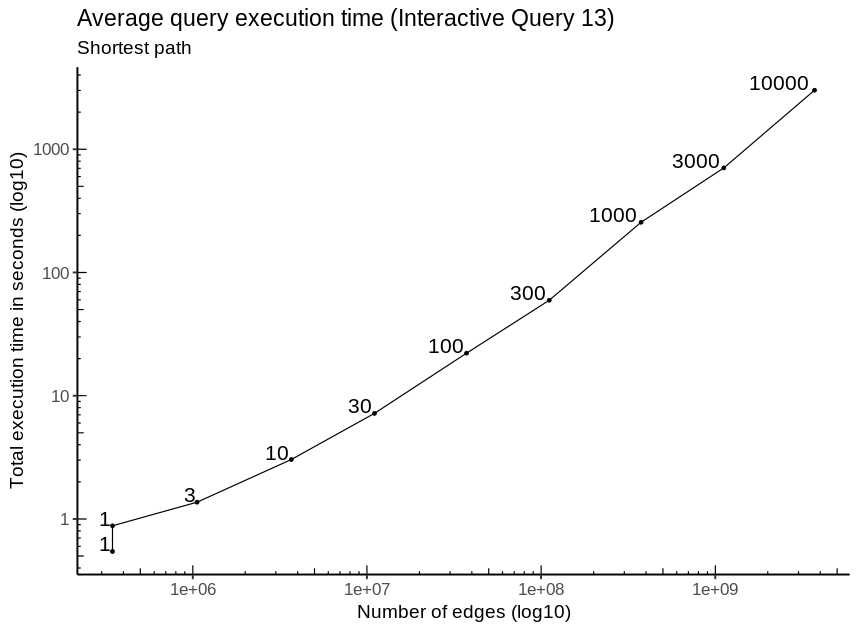 Average query execution time (Interactive Query 13)
Shortest path
Total execution time in seconds (log10)
1000
100
10
1
10000
3000
1000
300
100
30
10
3
1
1
1e+06
1e+07
1e+08
1e+09
Number of edges (log10)